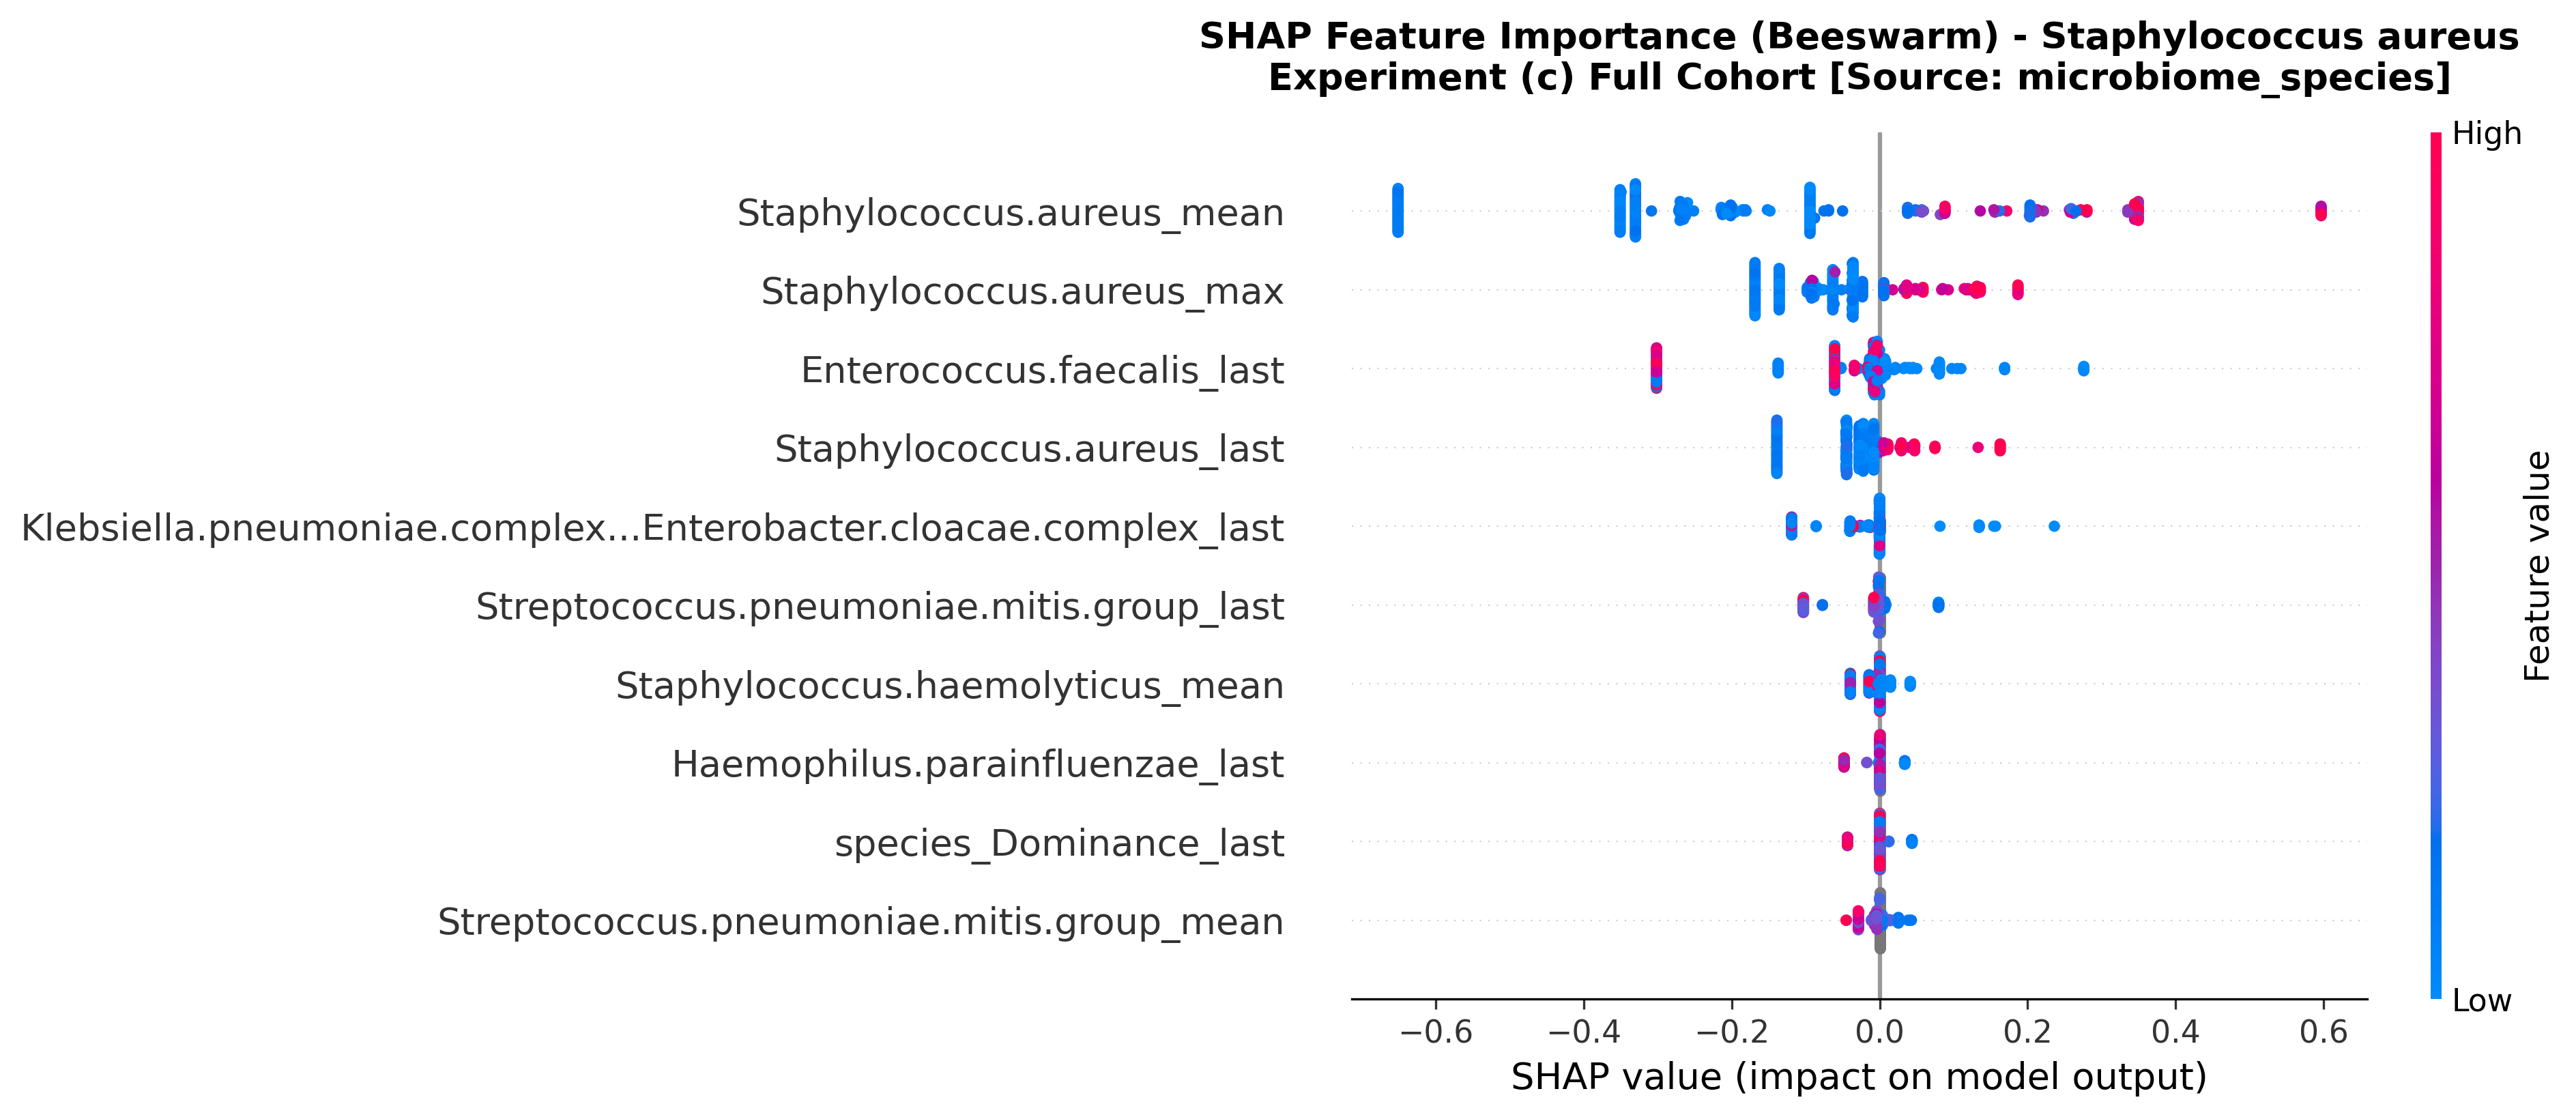 SHAP Feature Importance (Beeswarm) - Staphylococcus aureus
Experiment (c) Full Cohort [Source: microbiome_species]
High
Staphylococcus.aureus_mean
Staphylococcus.aureus_max
Enterococcus.faecalis_last
Staphylococcus.aureus_last
Klebsiella.pneumoniae.complex...Enterobacter.cloacae.complex_last
Streptococcus.pneumoniae.mitis.group_last
Staphylococcus.haemolyticus_mean
Haemophilus.parainfluenzae_last
species_Dominance_last
Streptococcus.pneumoniae.mitis.group_mean
Feature value
Low
−0.6 −0.4 −0.2 0.0 0.2 0.4 0.6
SHAP value (impact on model output)